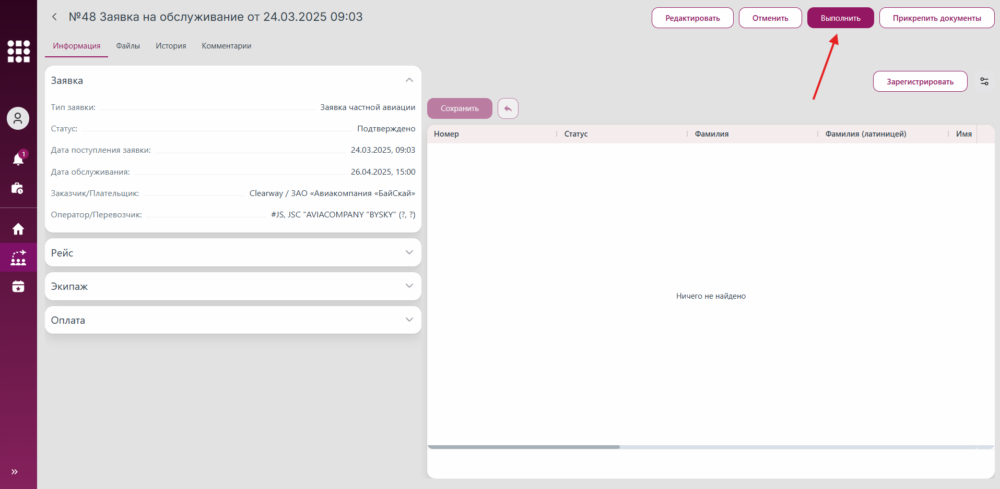 №48 Заявка на обслуживание от 24.03.2025 09:03
Редактировать
Отменить
Выполнить
Прикрепить документы
Информация
Файлы
История
Комментарии
1
Заявка
Тип заявки: Заявка частной авиации
Статус: Подтверждено
Дата поступления заявки: 24.03.2025, 09:03
Дата обслуживания: 26.04.2025, 15:00
Заказчик/Плательщик: Clearway / ЗАО «Авиакомпания «БайСкай»
Оператор/Перевозчик: #JS, JSC "AVIACOMPANY "BYSKY" (?, ?)
Рейс
Экипаж
Оплата
Зарегистрировать
Сохранить
Номер Статус Фамилия Фамилия (латиницей) Имя
Ничего не найдено